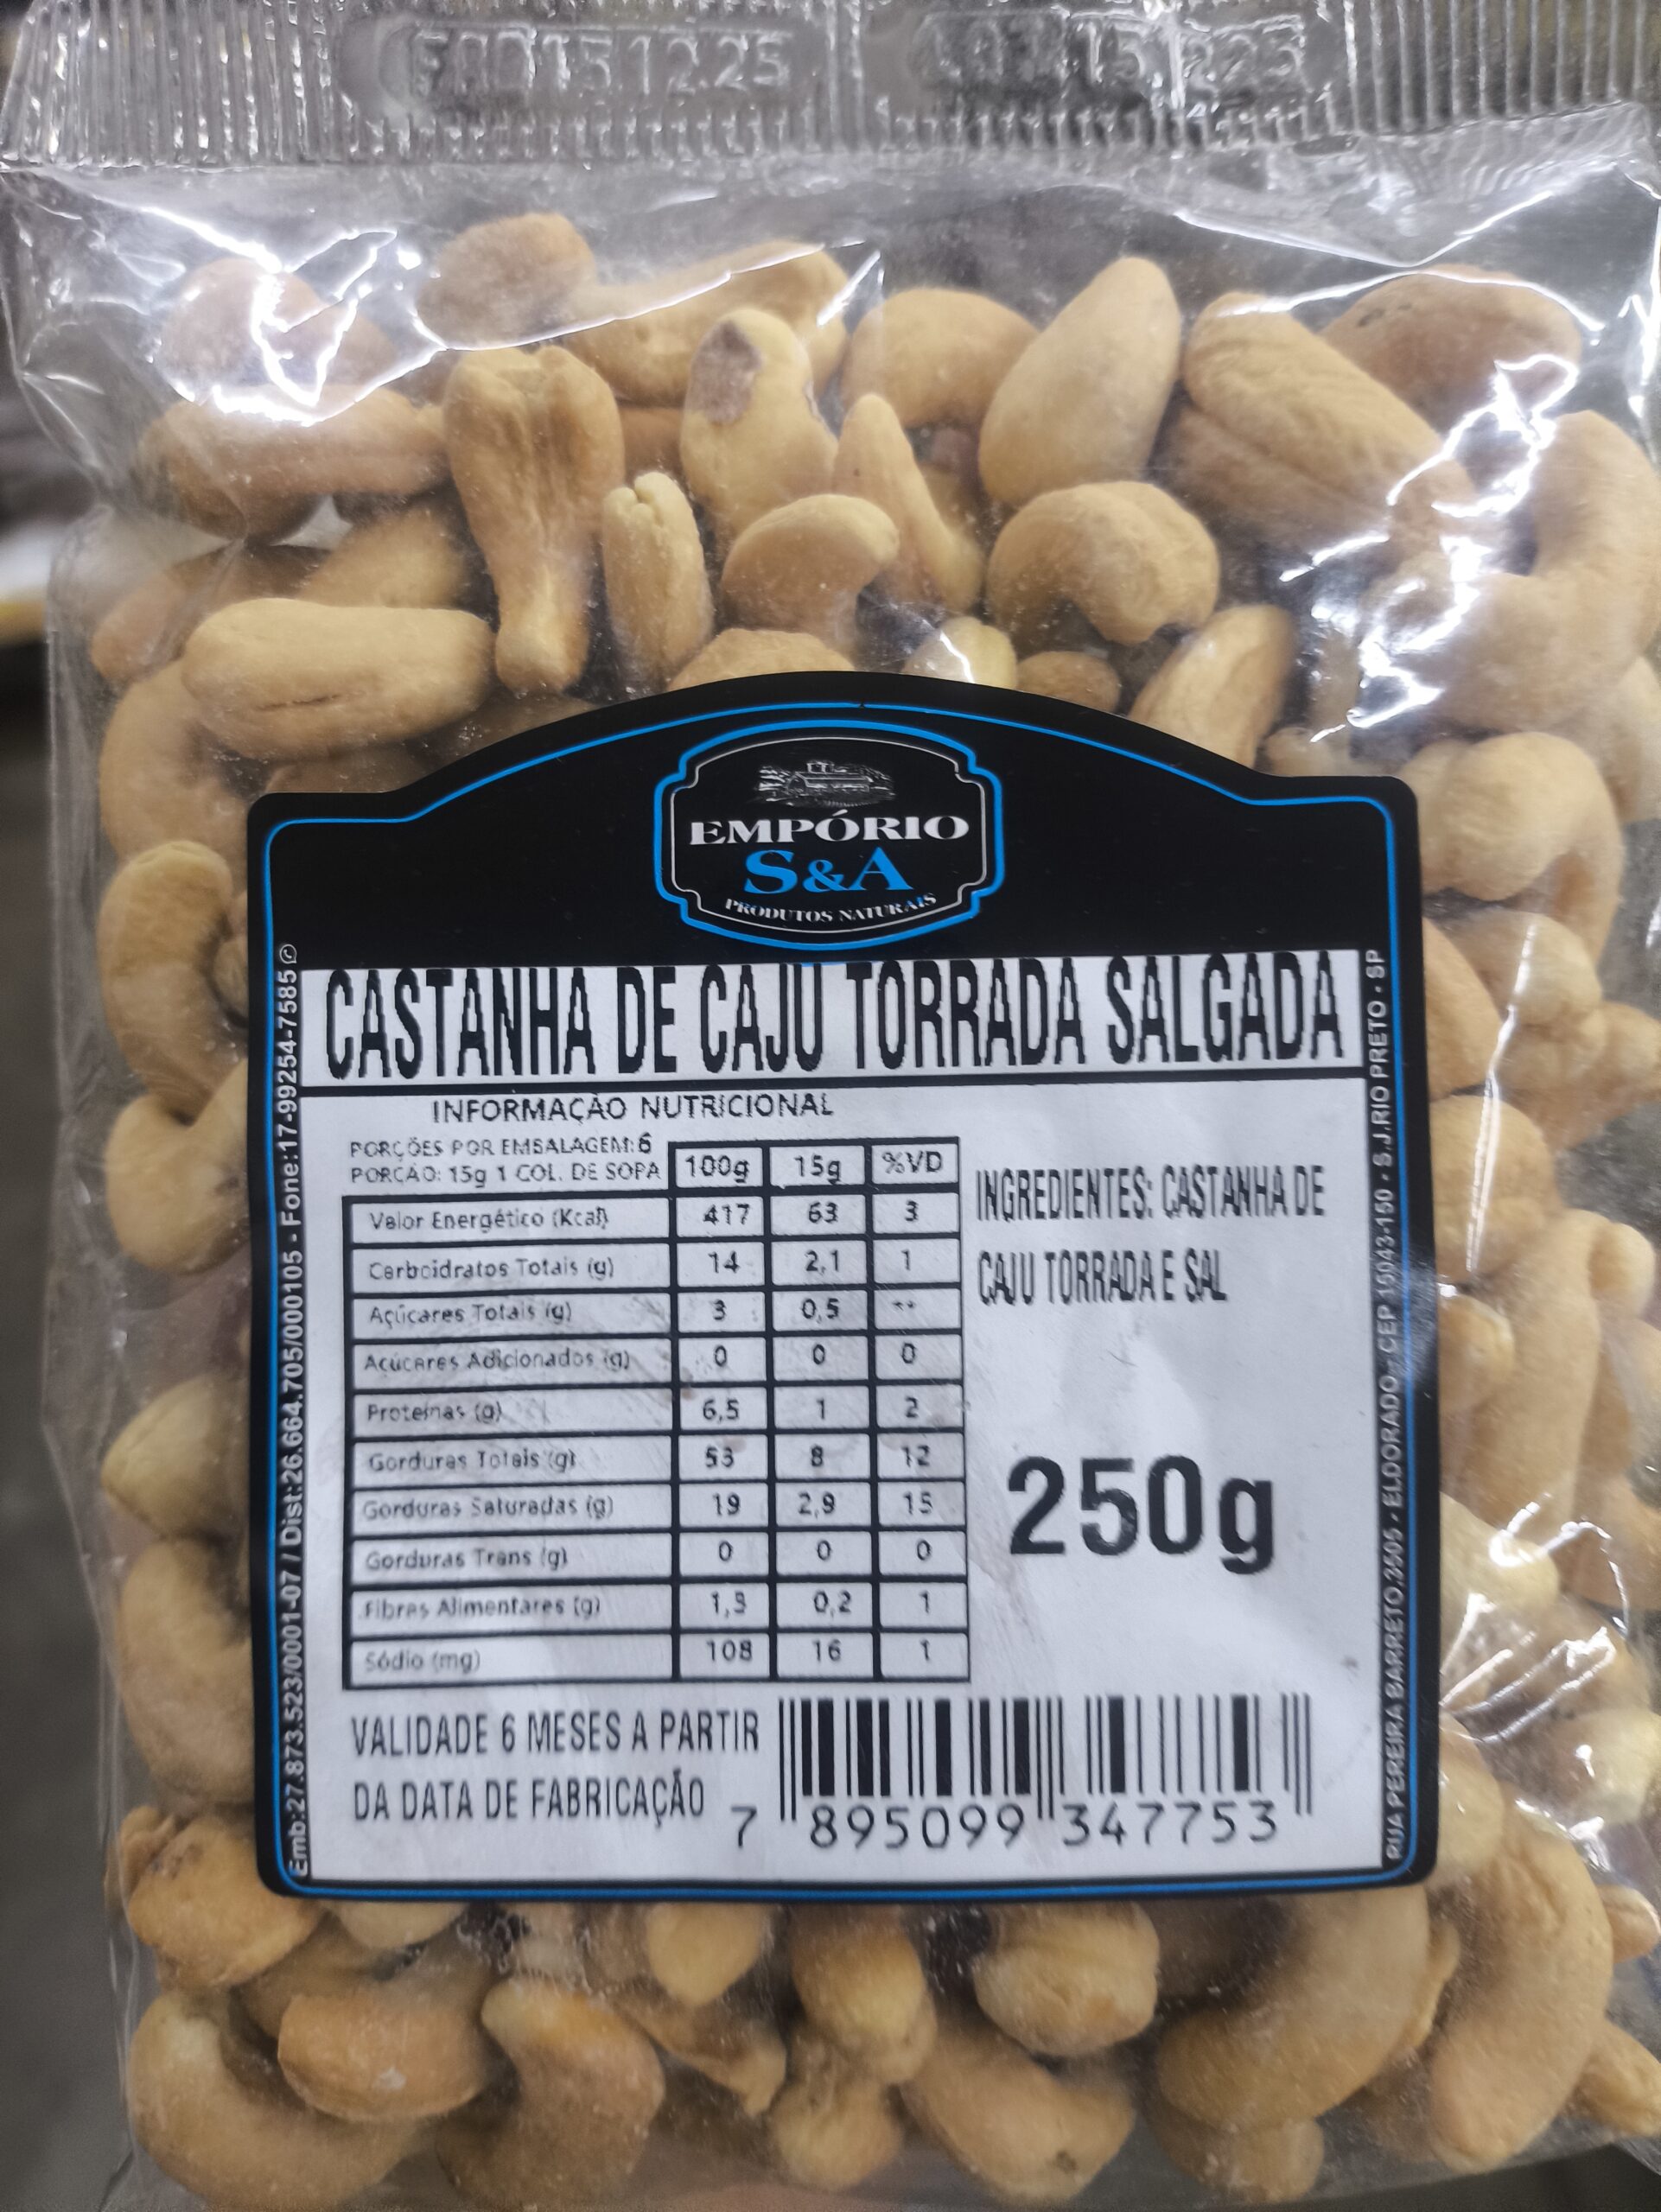 15.12.25
EMPÓRIO
S&A
PRODUTOS NATURAIS
CASTANHA DE CAJU TORRADA SALGADA
INFORMAÇÃO NUTRICIONAL
PORÇÕES POR EMBALAGEM: 6
PORÇÃO: 15g 1 COL. DE SOPA 100g 15g %VD
Valor Energético (Kcal) 417 63 3
Carboidratos Totais (g) 14 2,1 1
Açúcares Totais (g) 3 0,5 **
Açúcares Adicionados (g) 0 0 0
Proteínas (g) 6,5 1 2
Gorduras Totais (g) 53 8 12
Gorduras Saturadas (g) 19 2,9 15
Gorduras Trans (g) 0 0 0
Fibras Alimentares (g) 1,3 0,2 1
Sódio (mg) 108 16 1
INGREDIENTES: CASTANHA DE
CAJU TORRADA E SAL
250g
VALIDADE 6 MESES A PARTIR
DA DATA DE FABRICAÇÃO
7 895099 347753
Emb:27.873.523/0001-07 / Dist:26.664.705/000105 - Fone:17-99254-7585
RUA PEREIRA BARRETO,3505 - ELDORADO - CEP 15043-150 - S.J.RIO PRETO - SP